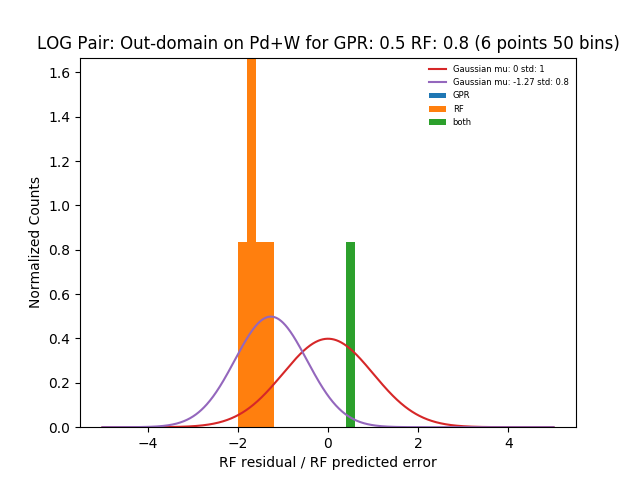 LOG Pair: Out-domain on Pd+W for GPR: 0.5 RF: 0.8 (6 points 50 bins)
Gaussian mu: 0 std: 1
Gaussian mu: -1.27 std: 0.8
GPR
RF
both
Normalized Counts
1.6
1.4
1.2
1.0
0.8
0.6
0.4
0.2
0.0
−4 −2 0 2 4
RF residual / RF predicted error